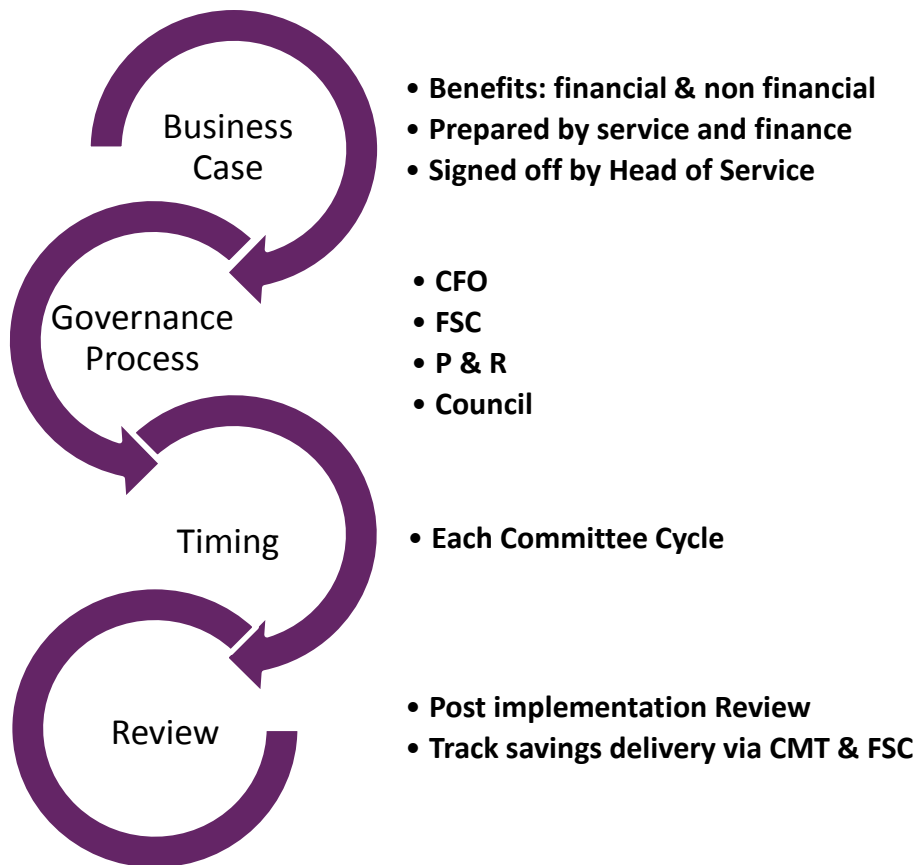 Business
Case
• Benefits: financial & non financial
• Prepared by service and finance
• Signed off by Head of Service
Governance
Process
• CFO
• FSC
• P & R
• Council
Timing
• Each Committee Cycle
Review
• Post implementation Review
• Track savings delivery via CMT & FSC